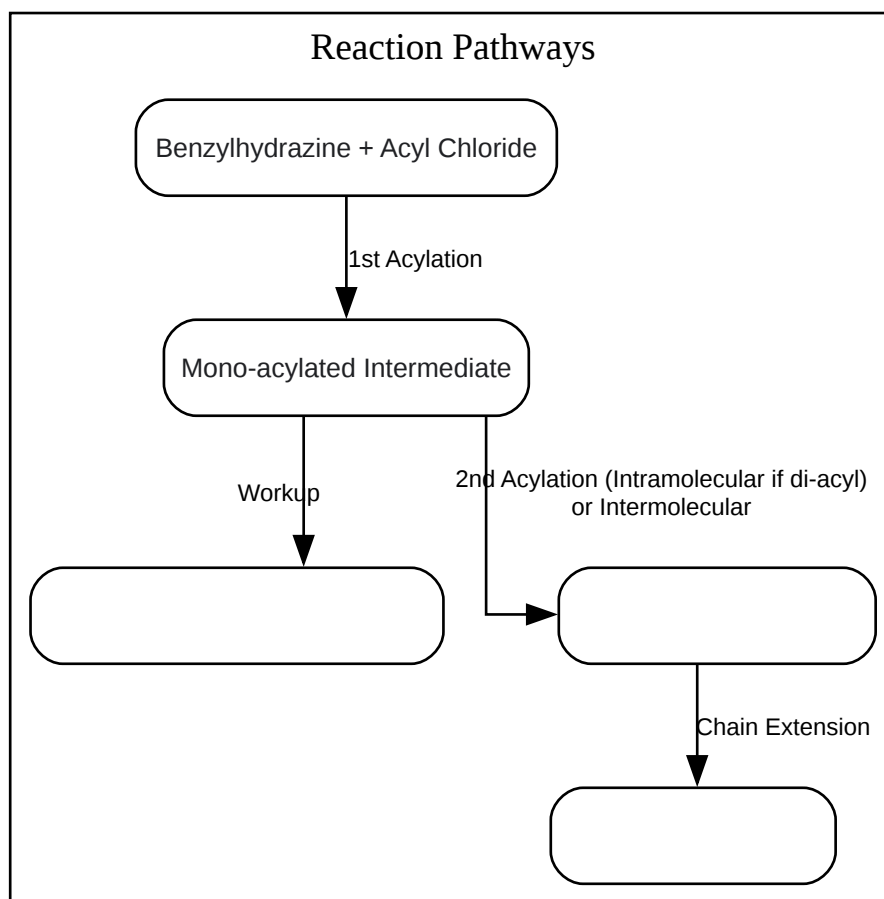 Reaction Pathways
Benzylhydrazine + Acyl Chloride
1st Acylation
Mono-acylated Intermediate
Workup
2nd Acylation (Intramolecular if di-acyl)
or Intermolecular
Chain Extension